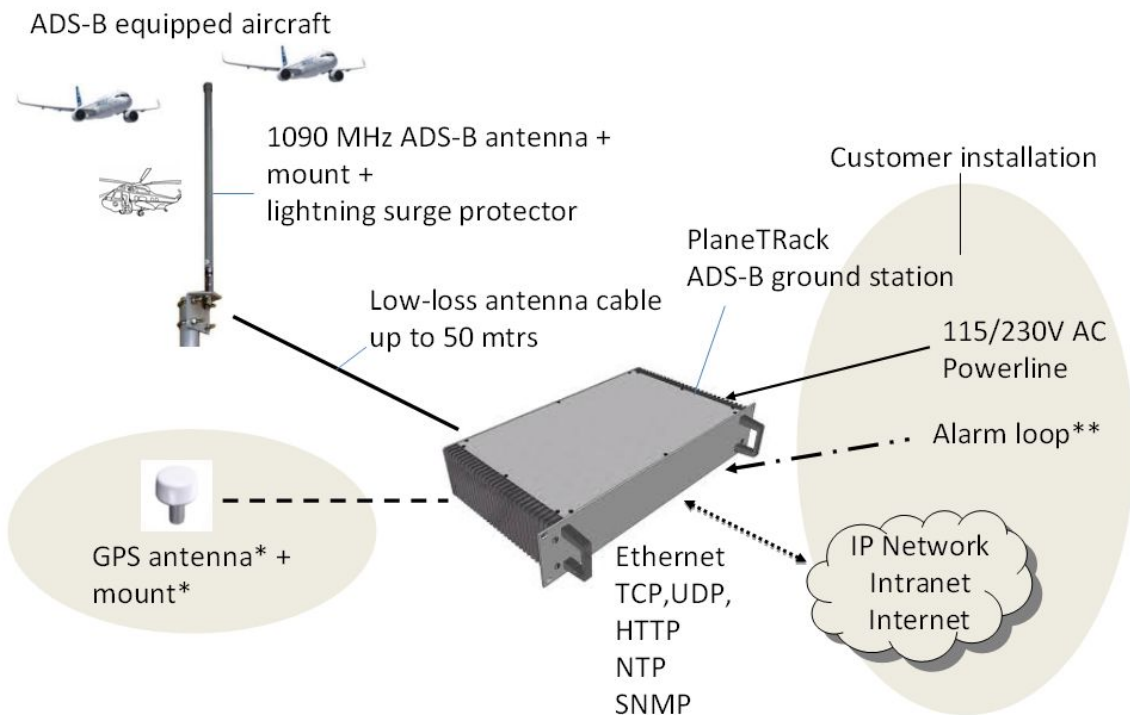 ADS-B equipped aircraft
1090 MHz ADS-B antenna +
mount +
lightning surge protector
Customer installation
PlaneTRack
ADS-B ground station
Low-loss antenna cable
up to 50 mtrs
115/230V AC
Powerline
Alarm loop**
GPS antenna* +
mount*
Ethernet
TCP,UDP,
HTTP
NTP
SNMP
IP Network
Intranet
Internet